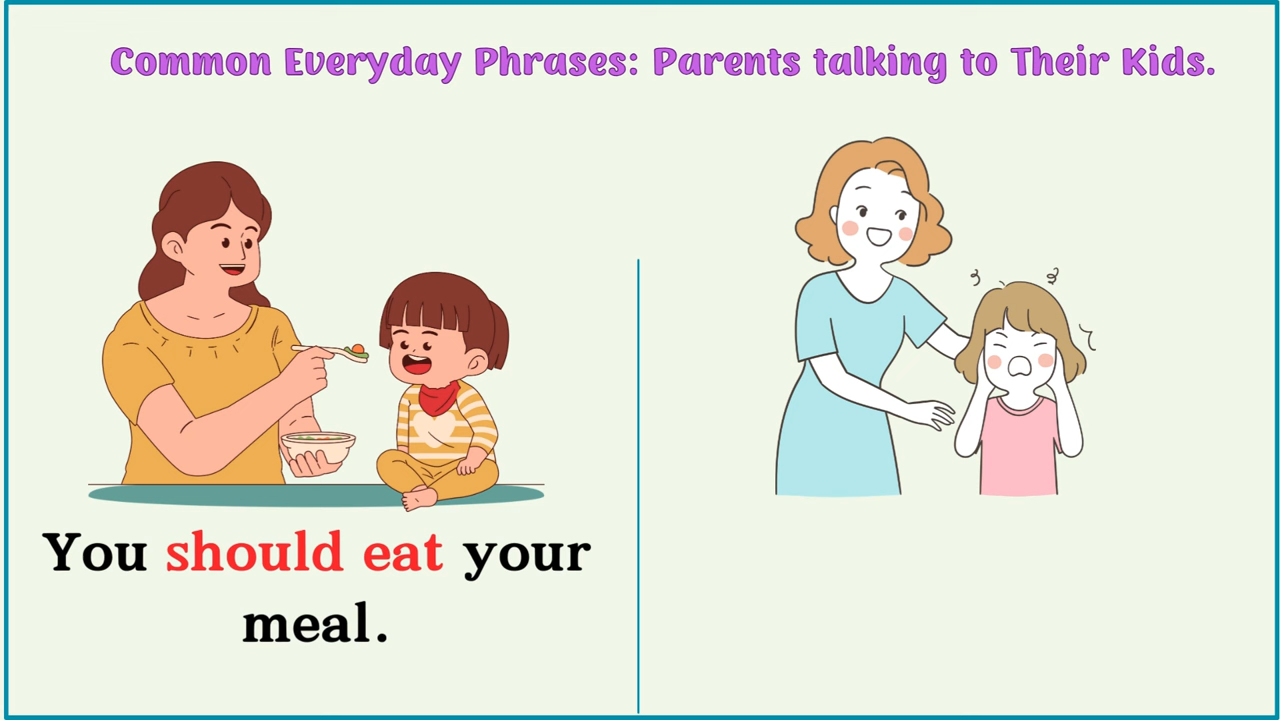 Common Everyday Phrases: Parents talking to Their Kids.
You should eat your
meal.